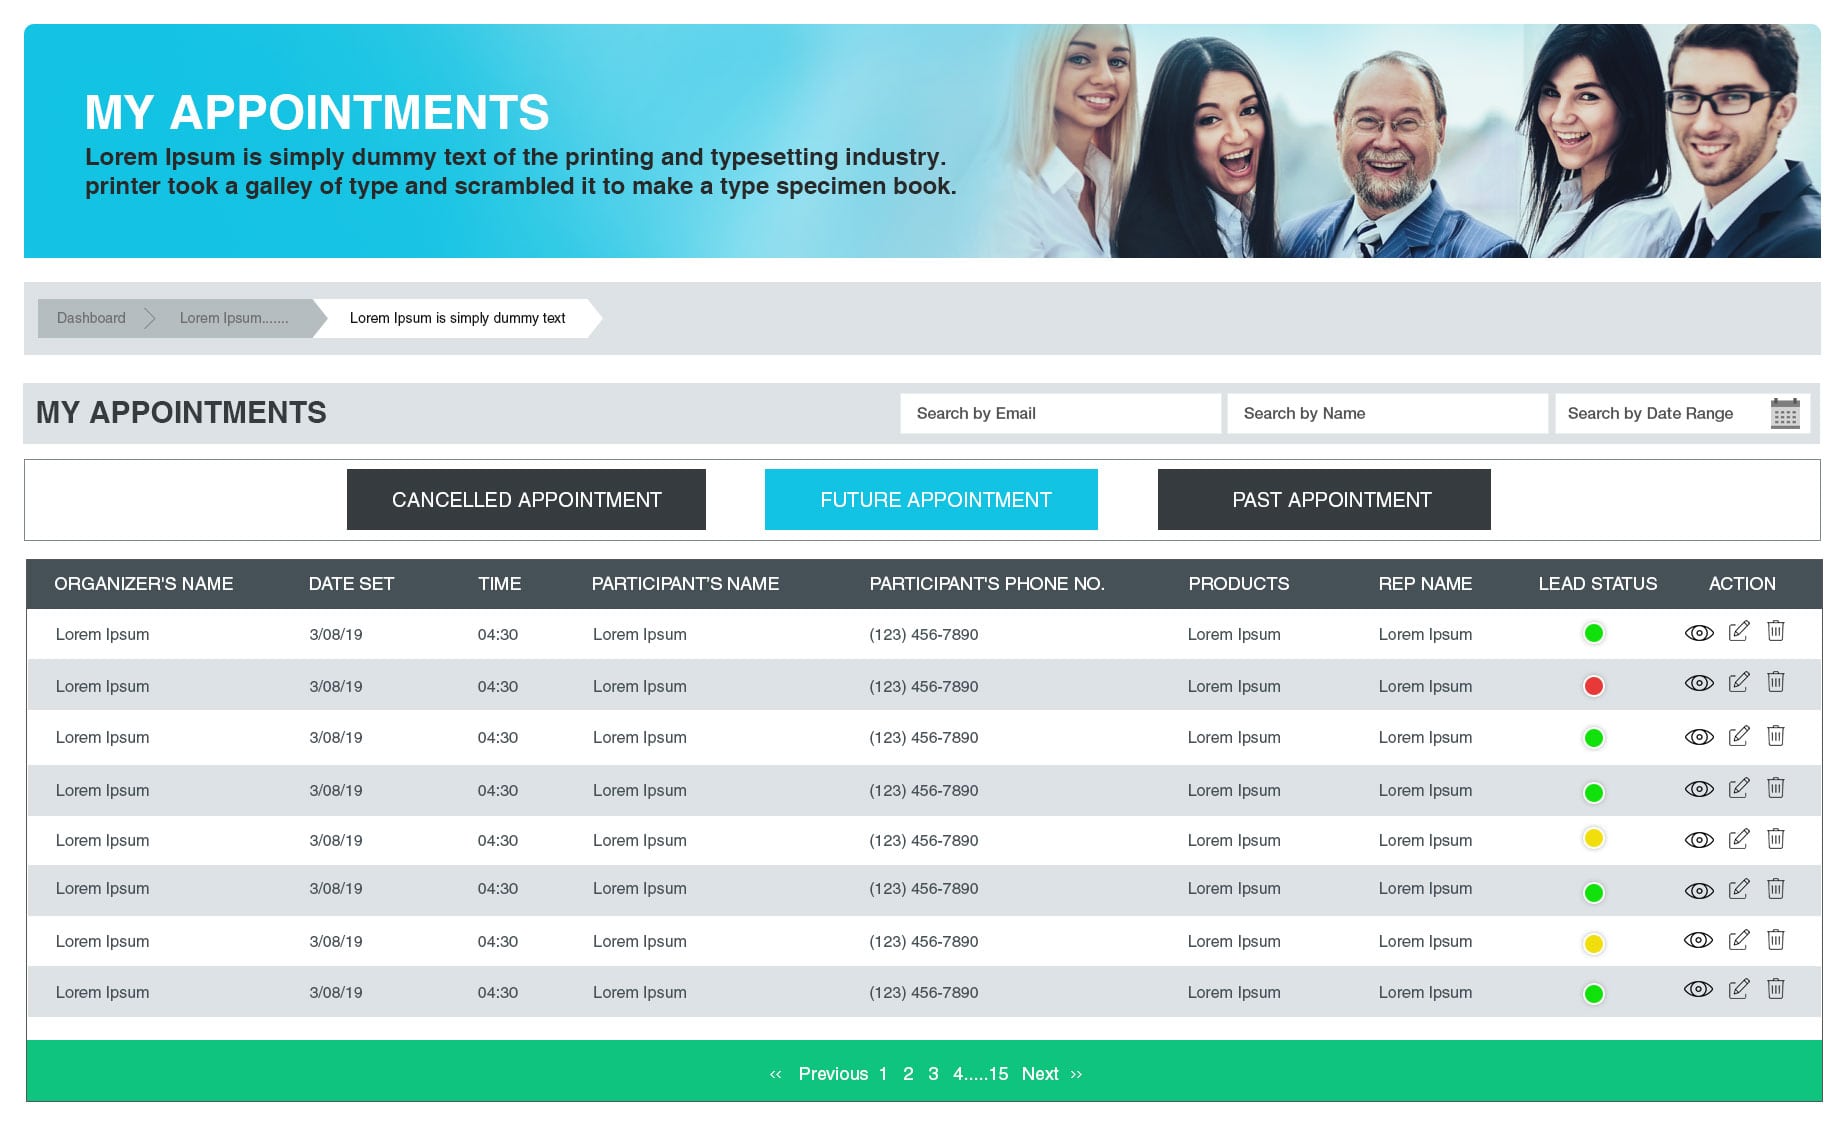 MY APPOINTMENTS
Lorem Ipsum is simply dummy text of the printing and typesetting industry.
printer took a galley of type and scrambled it to make a type specimen book.
Dashboard Lorem Ipsum....... Lorem Ipsum is simply dummy text
MY APPOINTMENTS Search by Email Search by Name Search by Date Range
CANCELLED APPOINTMENT FUTURE APPOINTMENT PAST APPOINTMENT
ORGANIZER'S NAME DATE SET TIME PARTICIPANT’S NAME PARTICIPANT'S PHONE NO. PRODUCTS REP NAME LEAD STATUS ACTION
Lorem Ipsum 3/08/19 04:30 Lorem Ipsum (123) 456-7890 Lorem Ipsum Lorem Ipsum
Lorem Ipsum 3/08/19 04:30 Lorem Ipsum (123) 456-7890 Lorem Ipsum Lorem Ipsum
Lorem Ipsum 3/08/19 04:30 Lorem Ipsum (123) 456-7890 Lorem Ipsum Lorem Ipsum
Lorem Ipsum 3/08/19 04:30 Lorem Ipsum (123) 456-7890 Lorem Ipsum Lorem Ipsum
Lorem Ipsum 3/08/19 04:30 Lorem Ipsum (123) 456-7890 Lorem Ipsum Lorem Ipsum
Lorem Ipsum 3/08/19 04:30 Lorem Ipsum (123) 456-7890 Lorem Ipsum Lorem Ipsum
Lorem Ipsum 3/08/19 04:30 Lorem Ipsum (123) 456-7890 Lorem Ipsum Lorem Ipsum
Lorem Ipsum 3/08/19 04:30 Lorem Ipsum (123) 456-7890 Lorem Ipsum Lorem Ipsum
‹‹ Previous 1 2 3 4.....15 Next ››